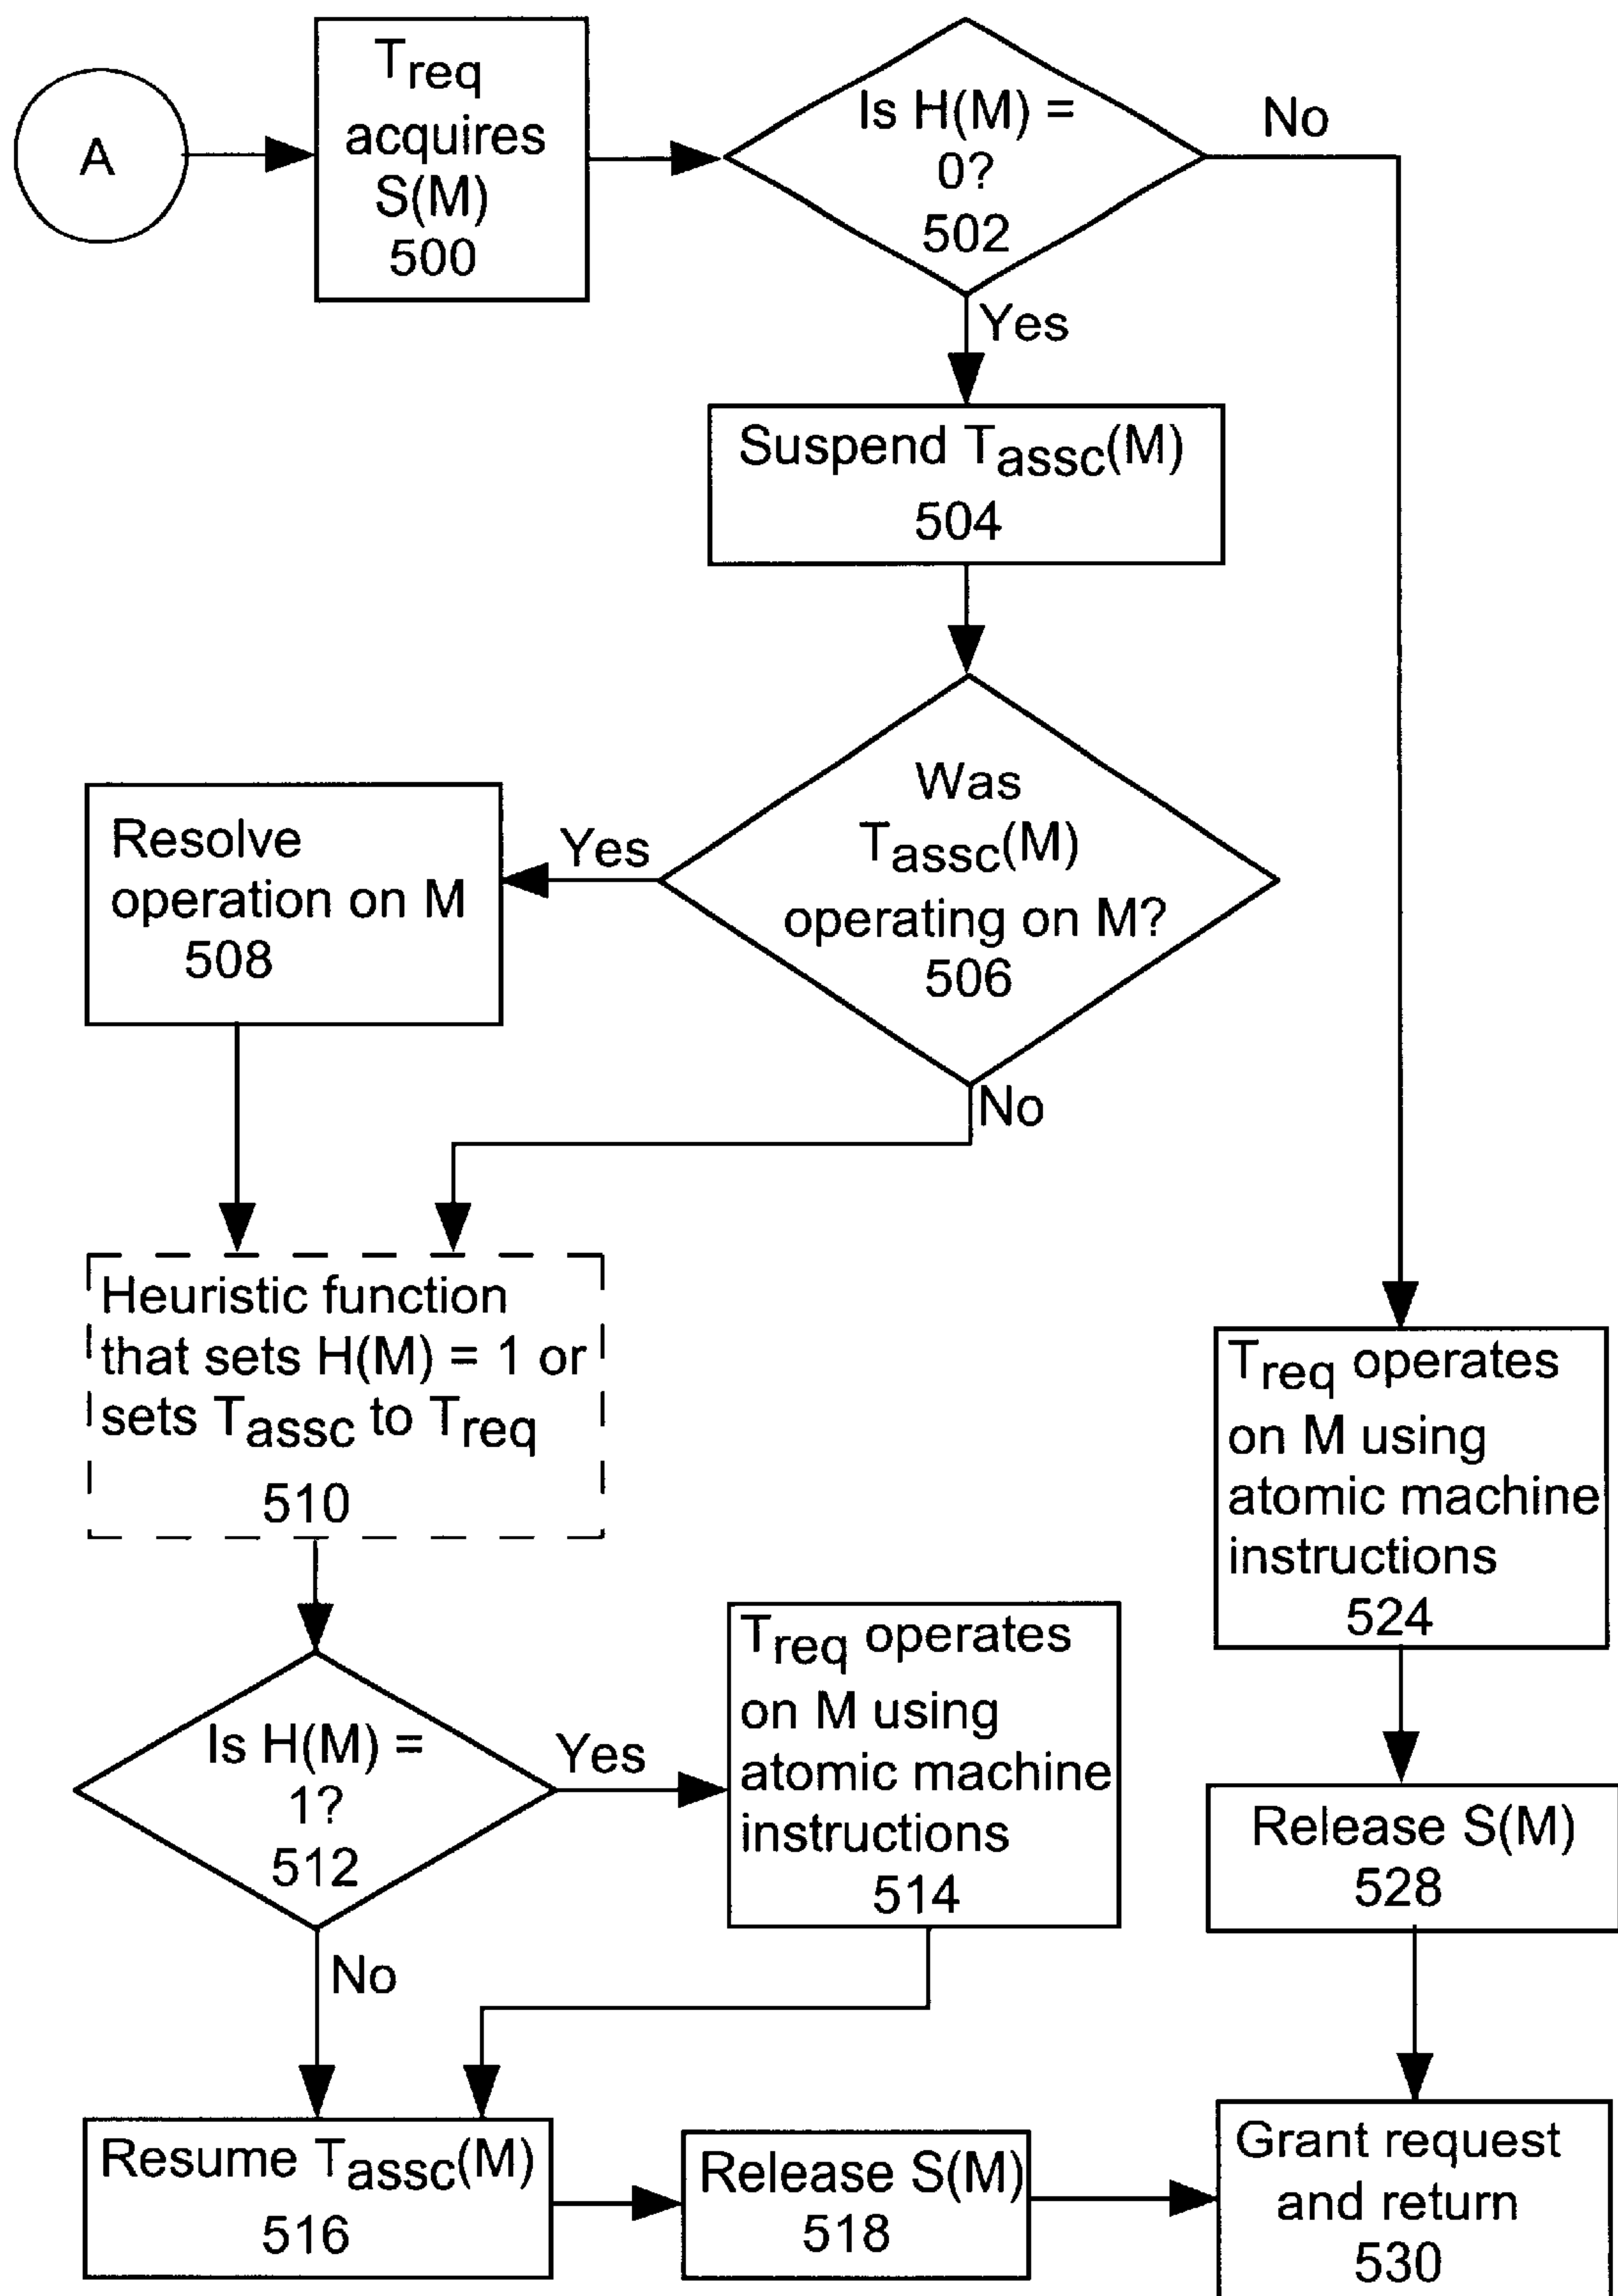 A
Treq
acquires
S(M)
500
Is H(M) =
0?
502
No
Yes
Suspend Tassc(M)
504
Was
Tassc(M)
operating on M?
506
Yes
No
Resolve
operation on M
508
Heuristic function
that sets H(M) = 1 or
sets Tassc to Treq
510
Treq operates
on M using
atomic machine
instructions
524
Is H(M) =
1?
512
Yes
No
Treq operates
on M using
atomic machine
instructions
514
Release S(M)
528
Resume Tassc(M)
516
Release S(M)
518
Grant request
and return
530